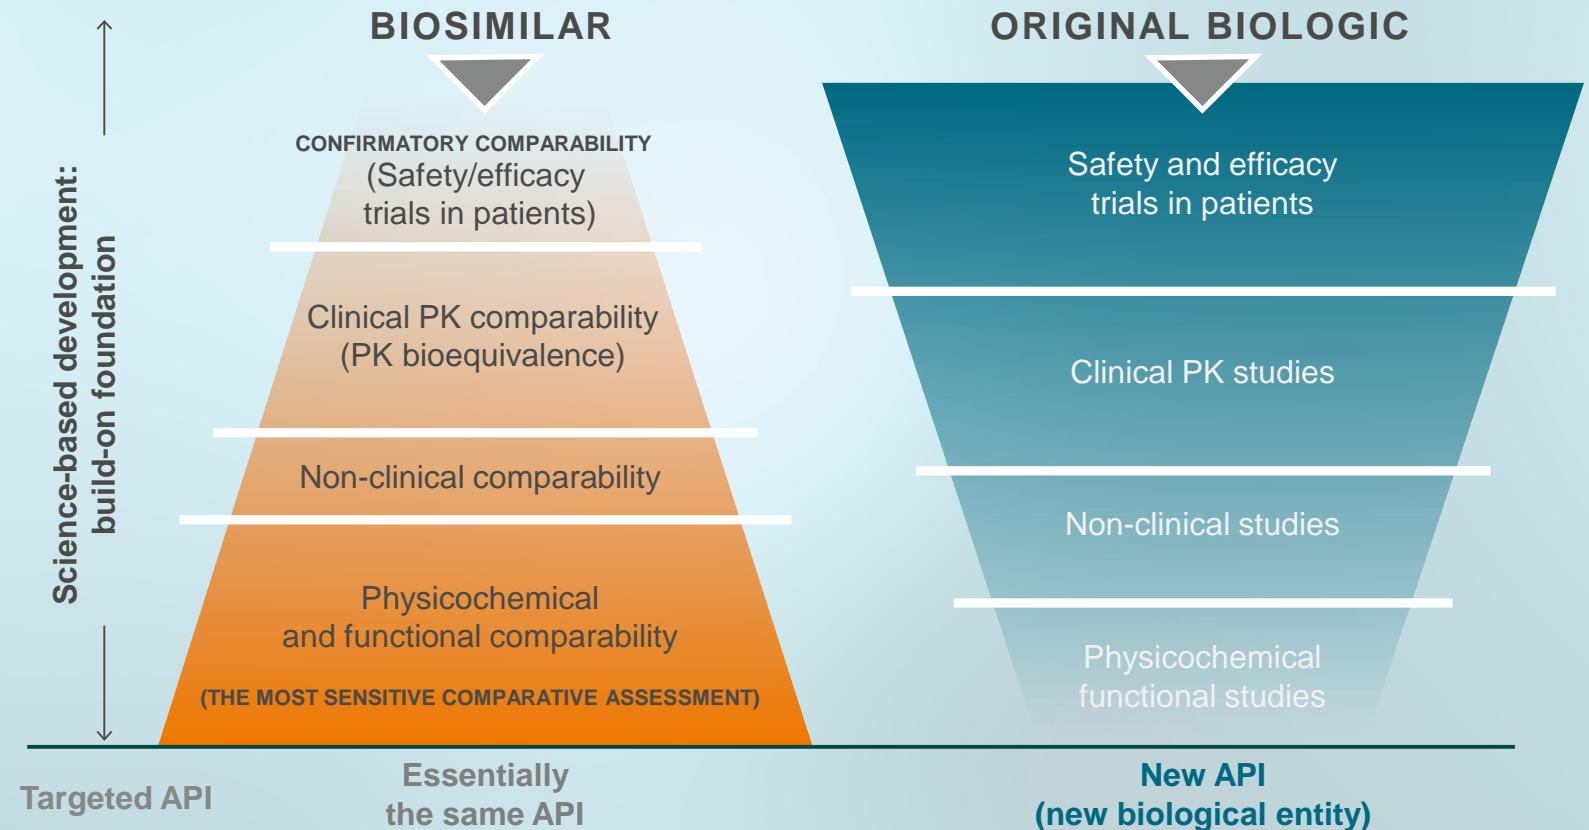 BIOSIMILAR
CONFIRMATORY COMPARABILITY
(Safety/efficacy
trials in patients)
Clinical PK comparability
(PK bioequivalence)
Non-clinical comparability
Physicochemical
and functional comparability
(THE MOST SENSITIVE COMPARATIVE ASSESSMENT)
ORIGINAL BIOLOGIC
Safety and efficacy
trials in patients
Clinical PK studies
Non-clinical studies
Physicochemical
functional studies
Science-based development:
build-on foundation
Targeted API
Essentially
the same API
New API
(new biological entity)